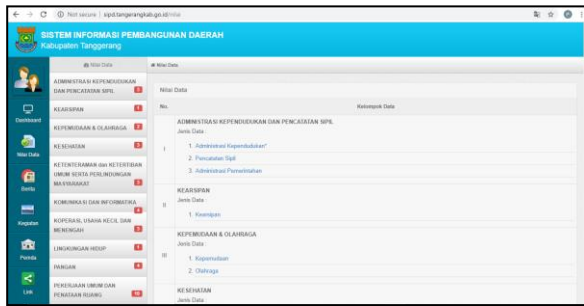 Not secure | sipd.tangerangkab.go.id/nilai
SISTEM INFORMASI PEMBANGUNAN DAERAH
Kabupaten Tanggerang
Nilai Data
Nilai Data
Dashboard
Nilai Data
Berita
Kegiatan
Pemda
Link
ADMINISTRASI KEPENDUDUKAN
DAN PENCATATAN SIPIL
KEARSIPAN
KEPEMUDAAN & OLAHRAGA
KESEHATAN
KETENTERAMAN dan KETERTIBAN
UMUM SERTA PERLINDUNGAN
MASYARAKAT
KOMUNIKASI DAN INFORMATIKA
KOPERASI, USAHA KECIL DAN
MENENGAH
LINGKUNGAN HIDUP
PANGAN
PEKERJAAN UMUM DAN
PENATAAN RUANG
Nilai Data
No.
Kelompok Data
I
ADMINISTRASI KEPENDUDUKAN DAN PENCATATAN SIPIL
Jenis Data :
1. Administrasi Kependudukan*
2. Pencatatan Sipil
3. Administrasi Pemerintahan
II
KEARSIPAN
Jenis Data :
1. Kearsipan
III
KEPEMUDAAN & OLAHRAGA
Jenis Data :
1. Kepemudaan
2. Olahraga
KESEHATAN
Jenis Data :